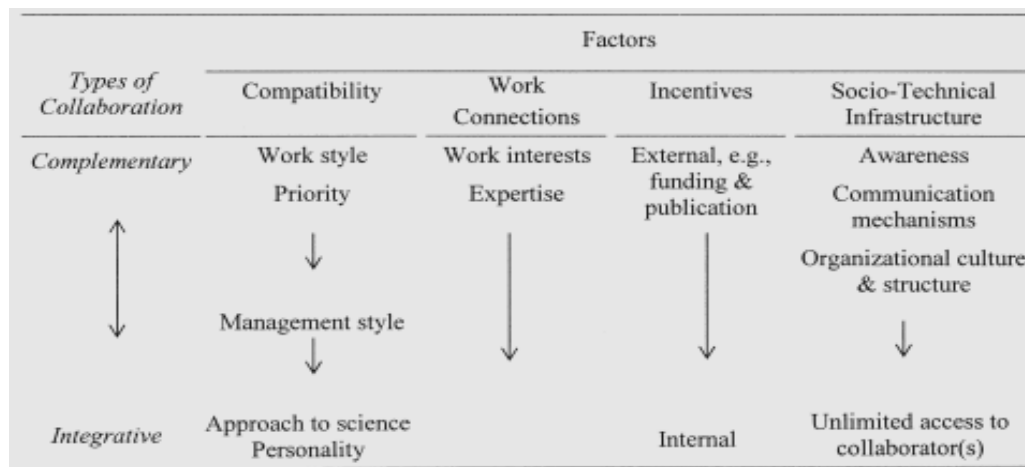 Factors
Types of
Collaboration
Compatibility
Work
Connections
Incentives
Socio-Technical
Infrastructure
Complementary
Work style
Priority
Management style
Approach to science
Personality
Work interests
Expertise
External, e.g.,
funding &
publication
Internal
Awareness
Communication
mechanisms
Organizational culture
& structure
Unlimited access to
collaborator(s)
Integrative